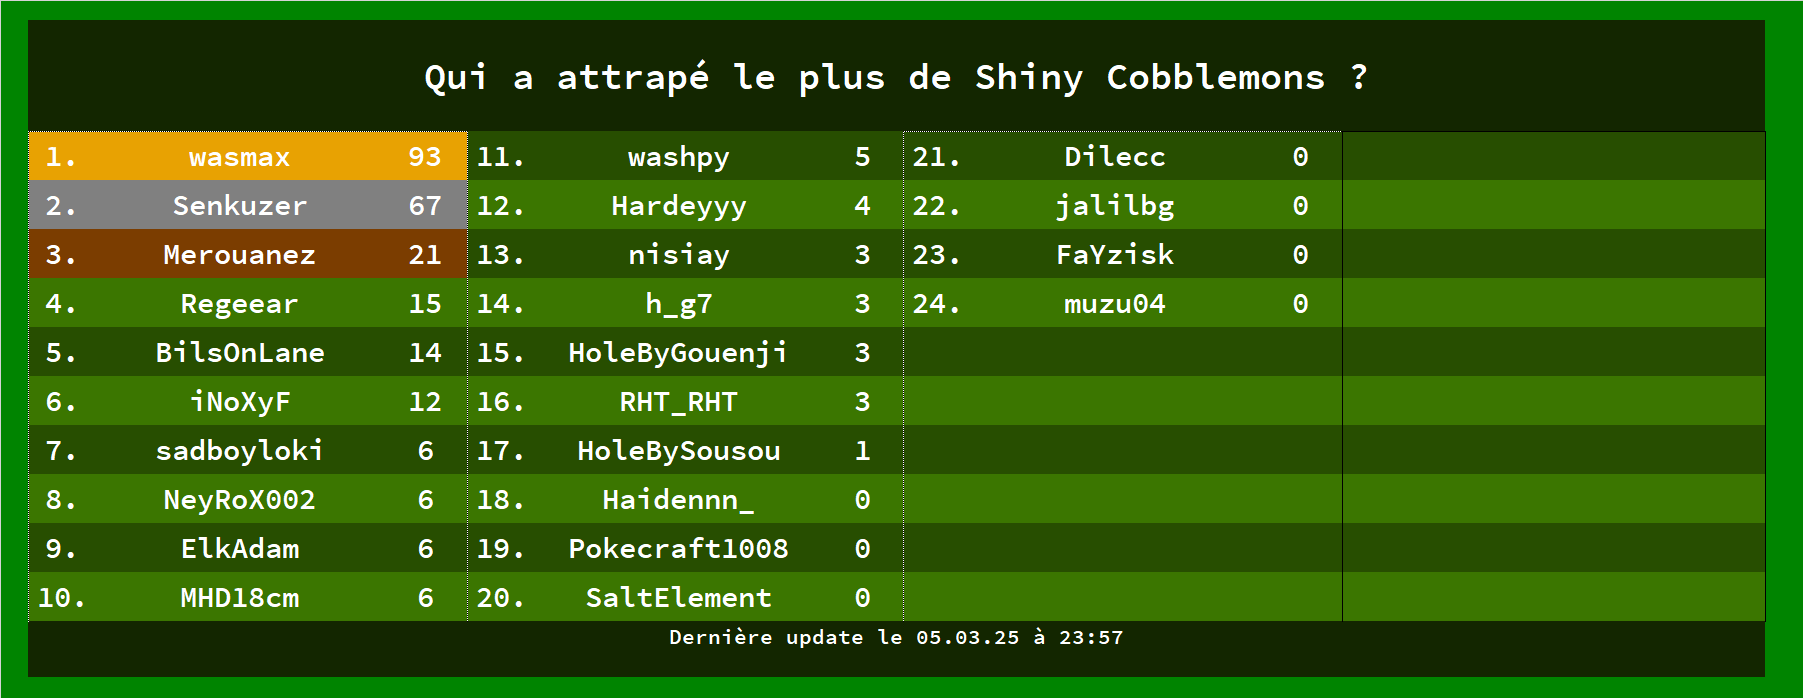 Qui a attrapé le plus de Shiny Cobblemons ?
1. wasmax 93
2. Senkuzer 67
3. Merouanez 21
4. Regeear 15
5. BilsOnLane 14
6. iNoXyF 12
7. sadboyloki 6
8. NeyRoX002 6
9. ElkAdam 6
10. MHD18cm 6
11. washpy 5
12. Hardeyyy 4
13. nisiay 3
14. h_g7 3
15. HoleByGouenji 3
16. RHT_RHT 3
17. HoleBySousou 1
18. Haidennn_ 0
19. Pokecraft1008 0
20. SaltElement 0
21. Dilecc 0
22. jalilbg 0
23. FaYzisk 0
24. muzu04 0
Dernière update le 05.03.25 à 23:57